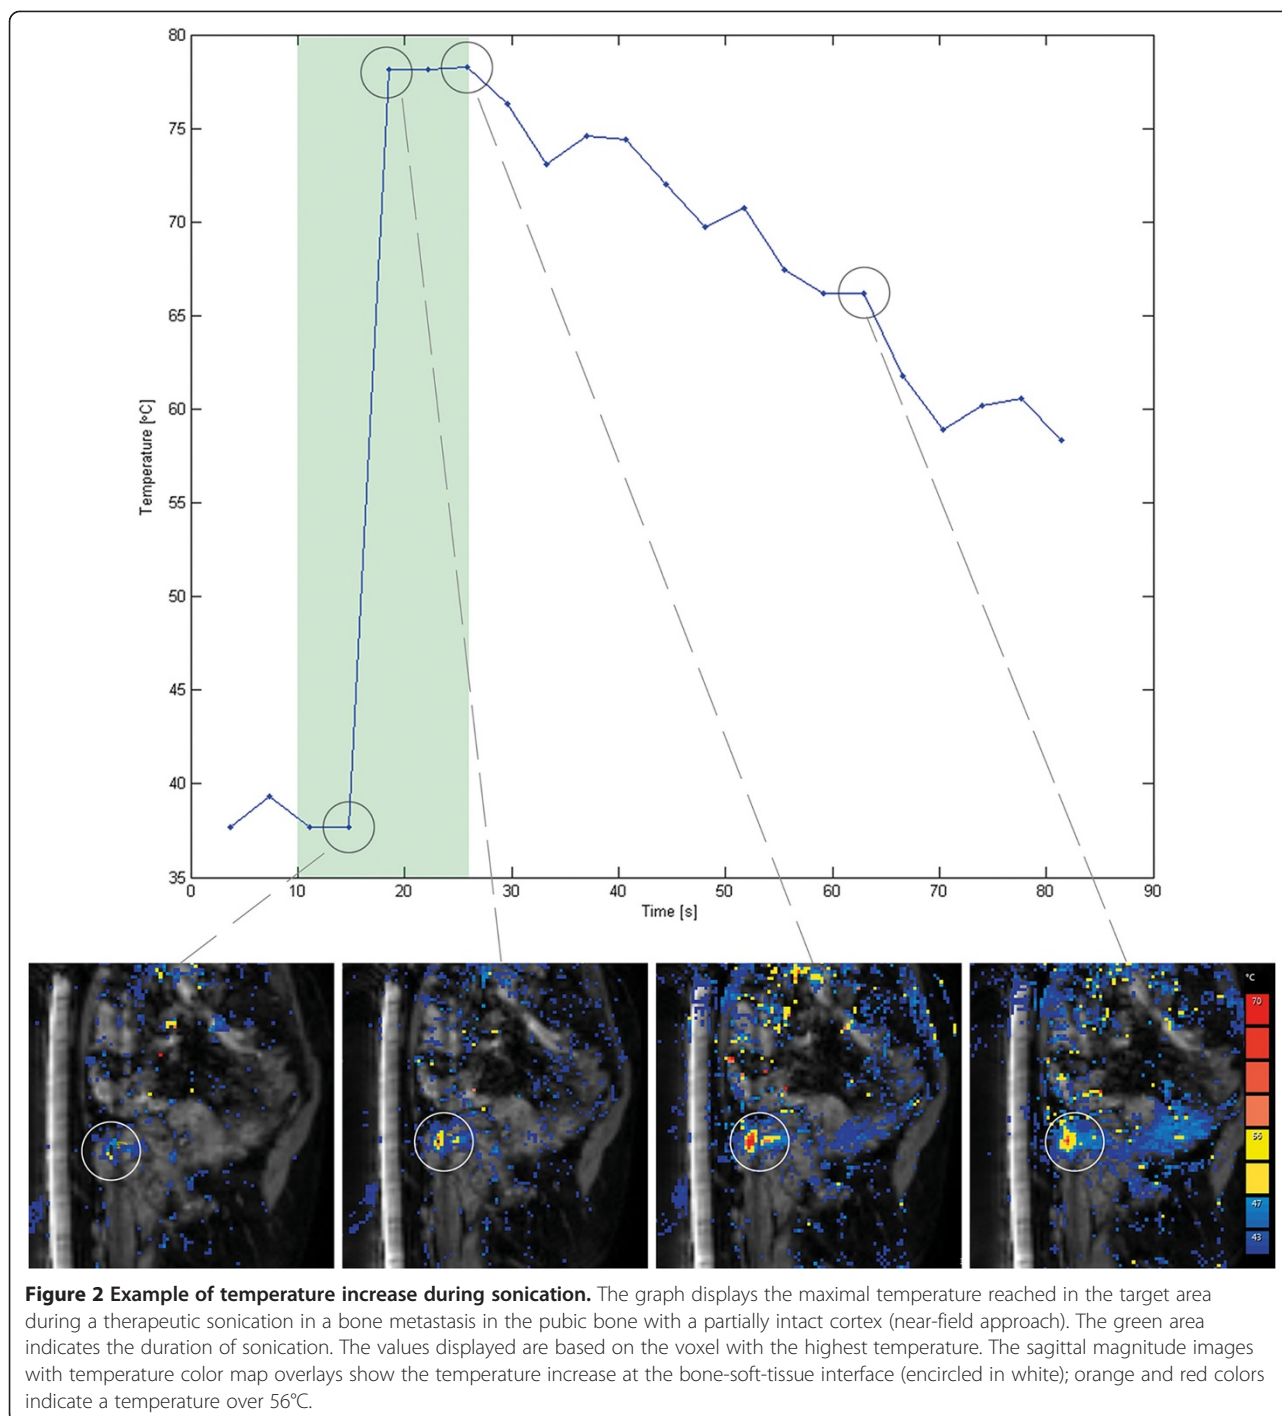 80
75
70
65
60
55
50
45
40
35
Temperature [°C]
0 10 20 30 40 50 60 70 80 90
Time [s]
°C
70
56
47
43
Figure 2 Example of temperature increase during sonication. The graph displays the maximal temperature reached in the target area
during a therapeutic sonication in a bone metastasis in the pubic bone with a partially intact cortex (near-field approach). The green area
indicates the duration of sonication. The values displayed are based on the voxel with the highest temperature. The sagittal magnitude images
with temperature color map overlays show the temperature increase at the bone-soft-tissue interface (encircled in white); orange and red colors
indicate a temperature over 56°C.